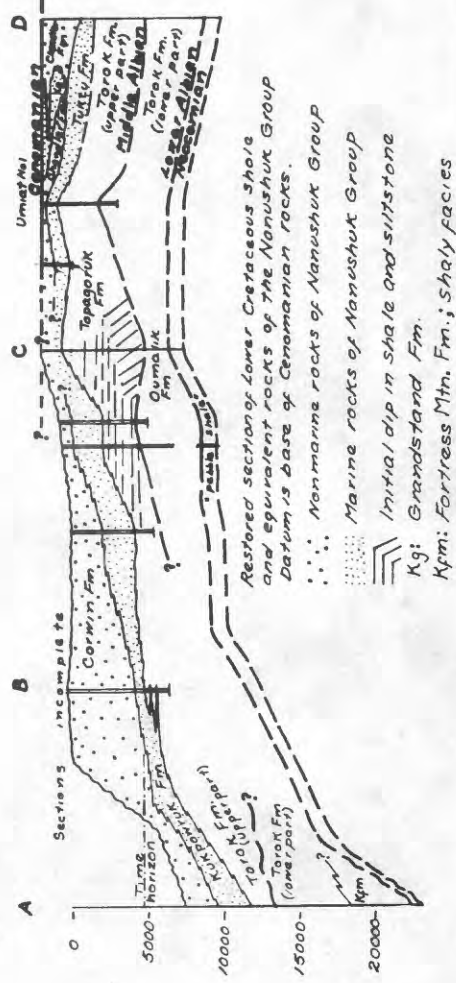 A
B
C
D
Sections incomplete
Umiat No1
Cenomanian
?
?
?
Tuktu Fm
Corwin Fm
Topagoruk
Fm
Torok Fm.
(upper part)
Middle Albian
Torok Fm.
(lower part)
Lower Albian
Neocomian
Oumalik
Fm
Time
horizon
Kukpowruk
Fm
Torok Fm.
(upper part)
?
?
Torok Fm
(lower part)
pebble shale
?
Kfm
0
5000
10000
15000
20000
Restored section of Lower Cretaceous shale
and equivalent rocks of the Nanushuk Group
Datum is base of Cenomanian rocks.
Nonmarine rocks of Nanushuk Group
Marine rocks of Nanushuk Group
Initial dip in shale and siltstone
Kg: Grandstand Fm.
Kfm: Fortress Mtn. Fm.; shaly facies